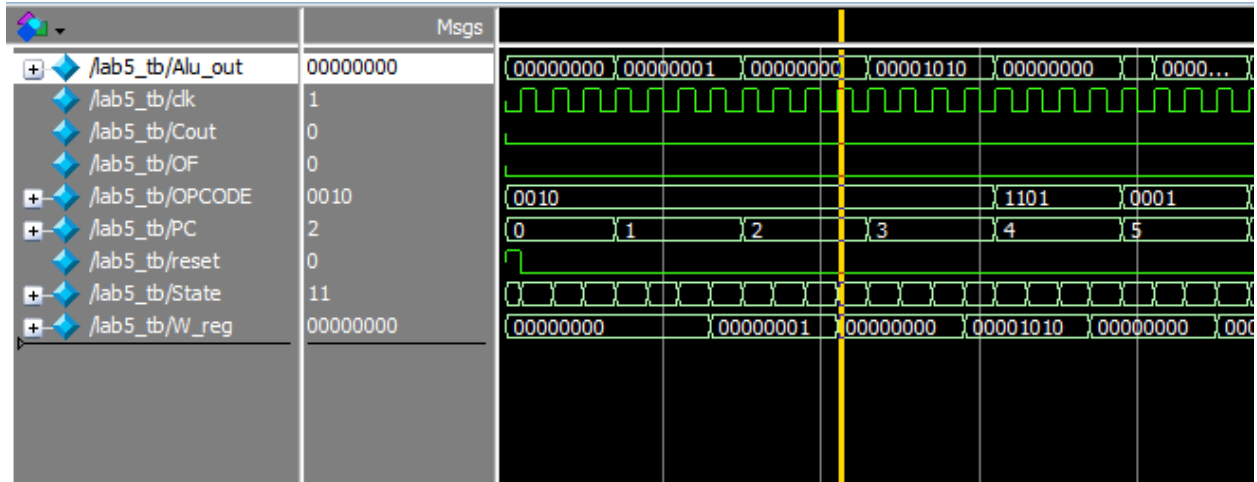 Msgs
/lab5_tb/Alu_out 00000000 00000000 00000001 00000000 00001010 00000000 0000...
/lab5_tb/clk 1
/lab5_tb/Cout 0
/lab5_tb/OF 0
/lab5_tb/OPCODE 0010 0010 1101 0001
/lab5_tb/PC 2 0 1 2 3 4 5
/lab5_tb/reset 0
/lab5_tb/State 11
/lab5_tb/W_reg 00000000 00000000 00000001 00000000 00001010 00000000 000